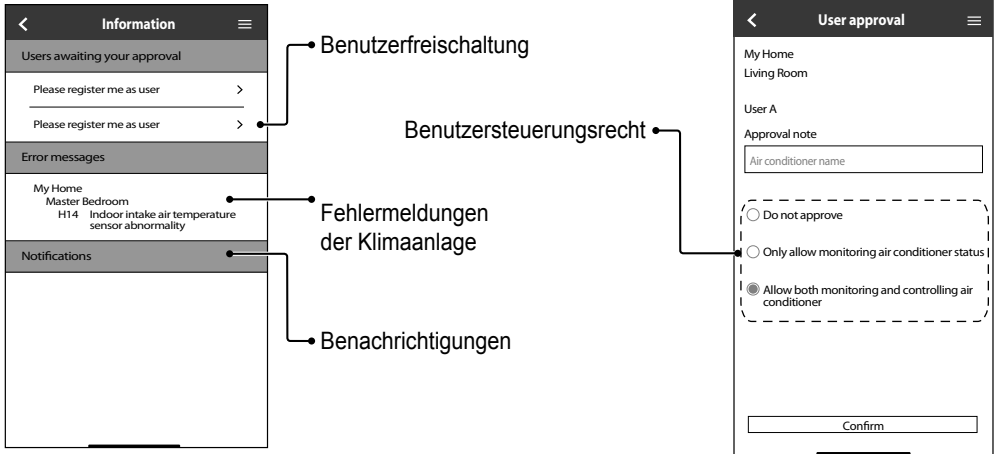 Information
Users awaiting your approval
Please register me as user
Please register me as user
Error messages
My Home
Master Bedroom
H14 Indoor intake air temperature
sensor abnormality
Notifications
Benutzerfreischaltung
Benutzersteuerungsrecht
Fehlermeldungen
der Klimaanlage
Benachrichtigungen
User approval
My Home
Living Room
User A
Approval note
Air conditioner name
Do not approve
Only allow monitoring air conditioner status
Allow both monitoring and controlling air
conditioner
Confirm